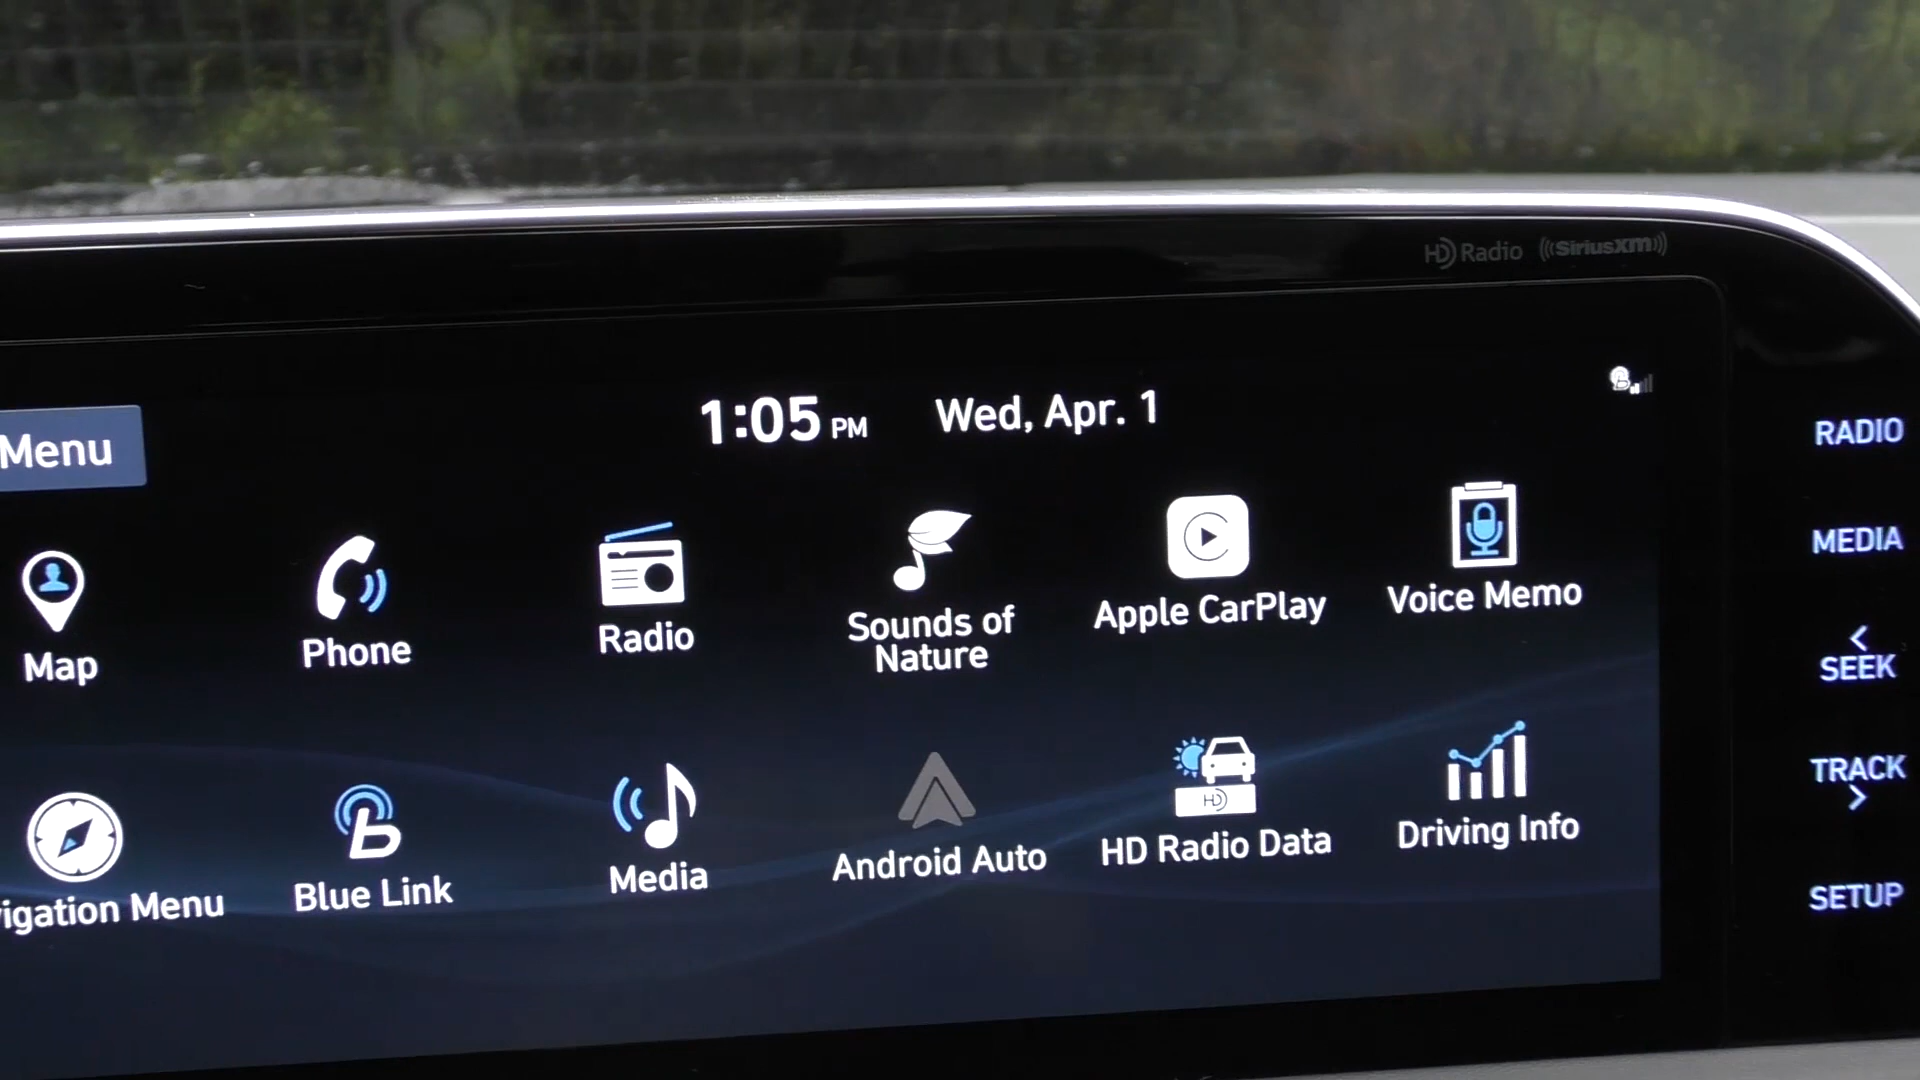 HD Radio ((SiriusXM))
Menu
1:05 PM Wed, Apr. 1
Map
Phone
Radio
Sounds of
Nature
Apple CarPlay
Voice Memo
igation Menu
Blue Link
Media
Android Auto
HD
HD Radio Data
Driving Info
RADIO
MEDIA
< SEEK
TRACK >
SETUP